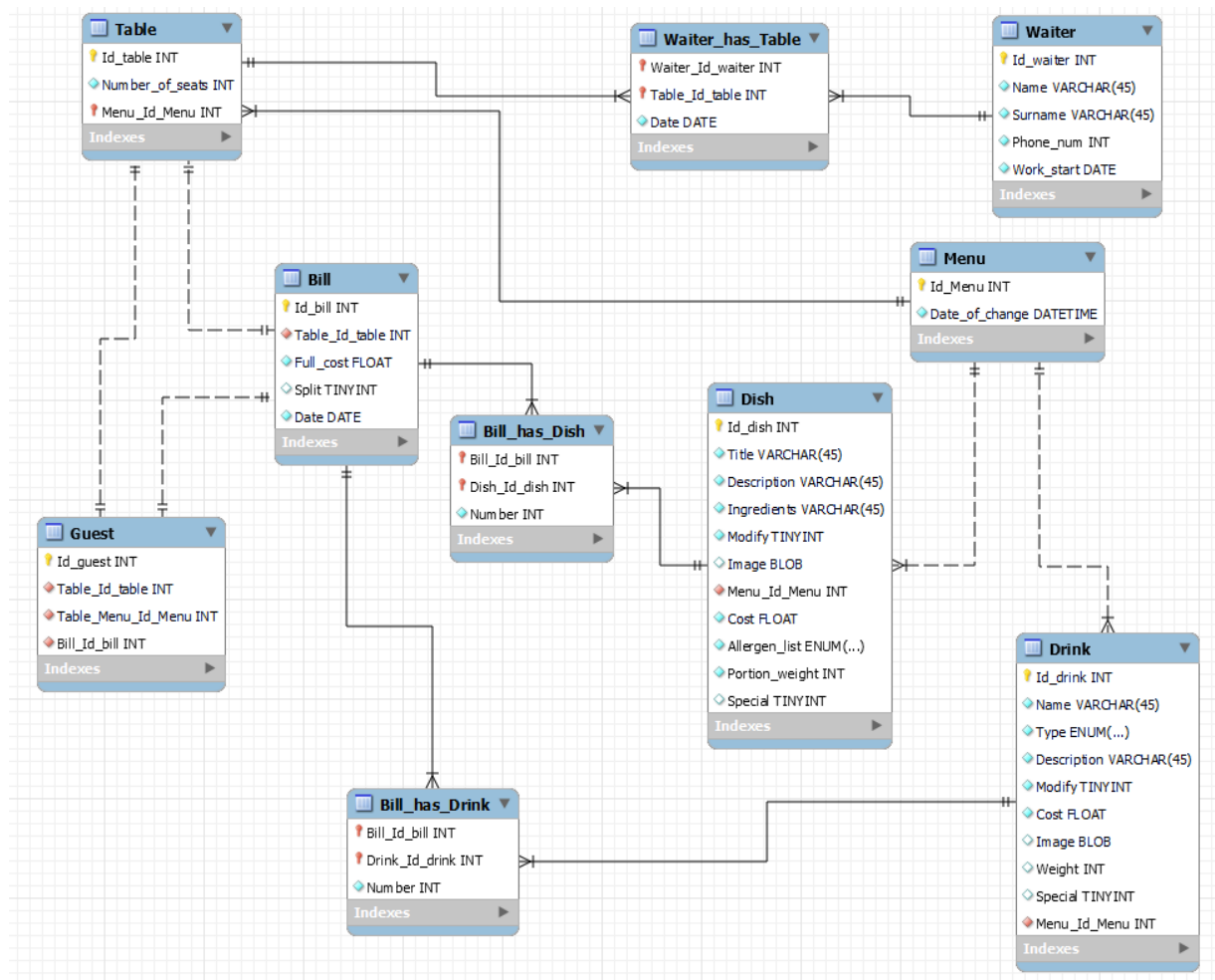 Table
Id_table INT
Number_of_seats INT
Menu_Id_Menu INT
Indexes
Waiter_has_Table
Waiter_Id_waiter INT
Table_Id_table INT
Date DATE
Indexes
Waiter
Id_waiter INT
Name VARCHAR(45)
Surname VARCHAR(45)
Phone_num INT
Work_start DATE
Indexes
Menu
Id_Menu INT
Date_of_change DATETIME
Indexes
Bill
Id_bill INT
Table_Id_table INT
Full_cost FLOAT
Split TINYINT
Date DATE
Indexes
Bill_has_Dish
Bill_Id_bill INT
Dish_Id_dish INT
Number INT
Indexes
Dish
Id_dish INT
Title VARCHAR(45)
Description VARCHAR(45)
Ingredients VARCHAR(45)
Modify TINYINT
Image BLOB
Menu_Id_Menu INT
Cost FLOAT
Allergen_list ENUM(...)
Portion_weight INT
Special TINYINT
Indexes
Guest
Id_guest INT
Table_Id_table INT
Table_Menu_Id_Menu INT
Bill_Id_bill INT
Indexes
Drink
Id_drink INT
Name VARCHAR(45)
Type ENUM(...)
Description VARCHAR(45)
Modify TINYINT
Cost FLOAT
Image BLOB
Weight INT
Special TINYINT
Menu_Id_Menu INT
Indexes
Bill_has_Drink
Bill_Id_bill INT
Drink_Id_drink INT
Number INT
Indexes